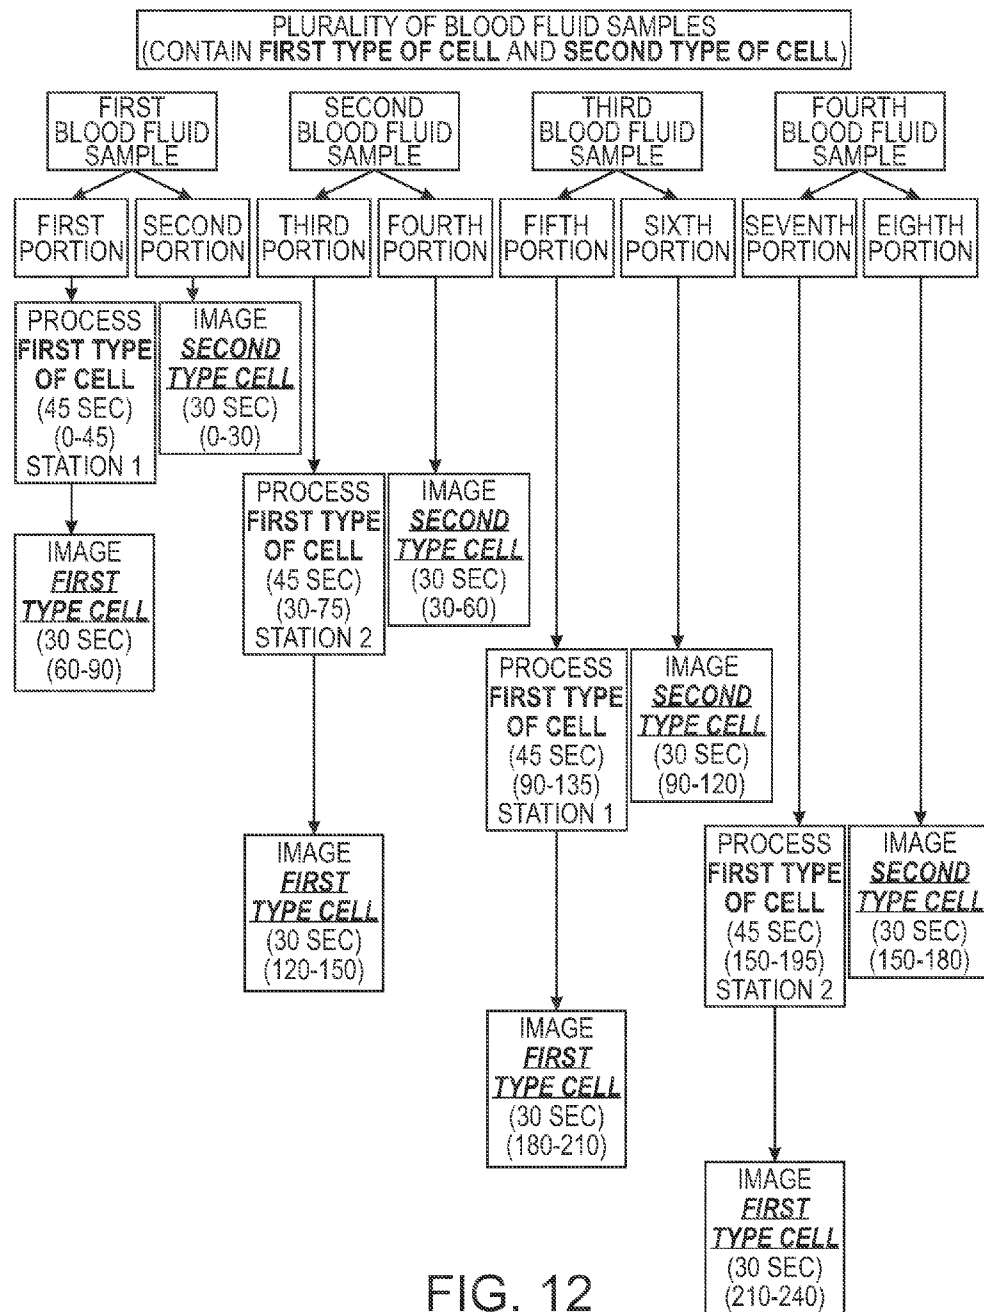 PLURALITY OF BLOOD FLUID SAMPLES
(CONTAIN FIRST TYPE OF CELL AND SECOND TYPE OF CELL)
FIRST
BLOOD FLUID
SAMPLE
SECOND
BLOOD FLUID
SAMPLE
THIRD
BLOOD FLUID
SAMPLE
FOURTH
BLOOD FLUID
SAMPLE
FIRST
PORTION
SECOND
PORTION
THIRD
PORTION
FOURTH
PORTION
FIFTH
PORTION
SIXTH
PORTION
SEVENTH
PORTION
EIGHTH
PORTION
PROCESS
FIRST TYPE
OF CELL
(45 SEC)
(0-45)
STATION 1
IMAGE
SECOND
TYPE CELL
(30 SEC)
(0-30)
IMAGE
FIRST
TYPE CELL
(30 SEC)
(60-90)
PROCESS
FIRST TYPE
OF CELL
(45 SEC)
(30-75)
STATION 2
IMAGE
SECOND
TYPE CELL
(30 SEC)
(30-60)
IMAGE
FIRST
TYPE CELL
(30 SEC)
(120-150)
PROCESS
FIRST TYPE
OF CELL
(45 SEC)
(90-135)
STATION 1
IMAGE
SECOND
TYPE CELL
(30 SEC)
(90-120)
IMAGE
FIRST
TYPE CELL
(30 SEC)
(180-210)
PROCESS
FIRST TYPE
OF CELL
(45 SEC)
(150-195)
STATION 2
IMAGE
SECOND
TYPE CELL
(30 SEC)
(150-180)
IMAGE
FIRST
TYPE CELL
(30 SEC)
(210-240)
FIG. 12